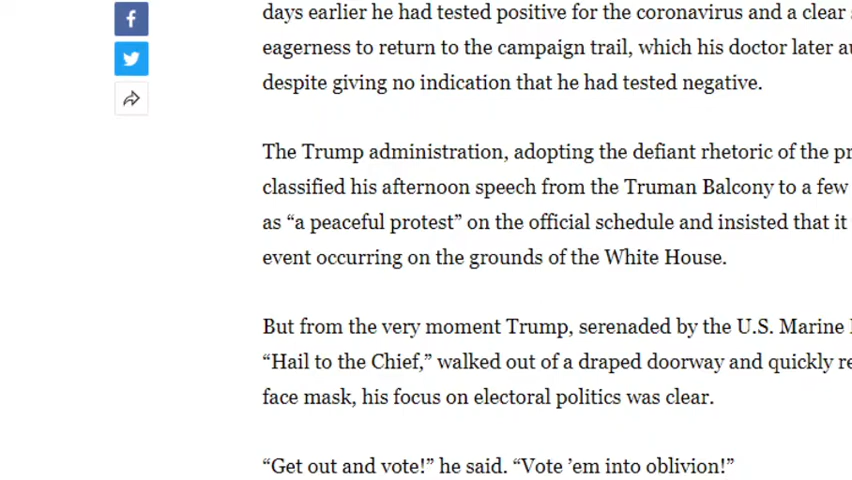 days earlier he had tested positive for the coronavirus and a clear
eagerness to return to the campaign trail, which his doctor later
despite giving no indication that he had tested negative.
The Trump administration, adopting the defiant rhetoric of the
classified his afternoon speech from the Truman Balcony to a few
as “a peaceful protest” on the official schedule and insisted that it
event occurring on the grounds of the White House.
But from the very moment Trump, serenaded by the U.S. Marine
“Hail to the Chief,” walked out of a draped doorway and quickly
face mask, his focus on electoral politics was clear.
“Get out and vote!” he said. “Vote ’em into oblivion!”